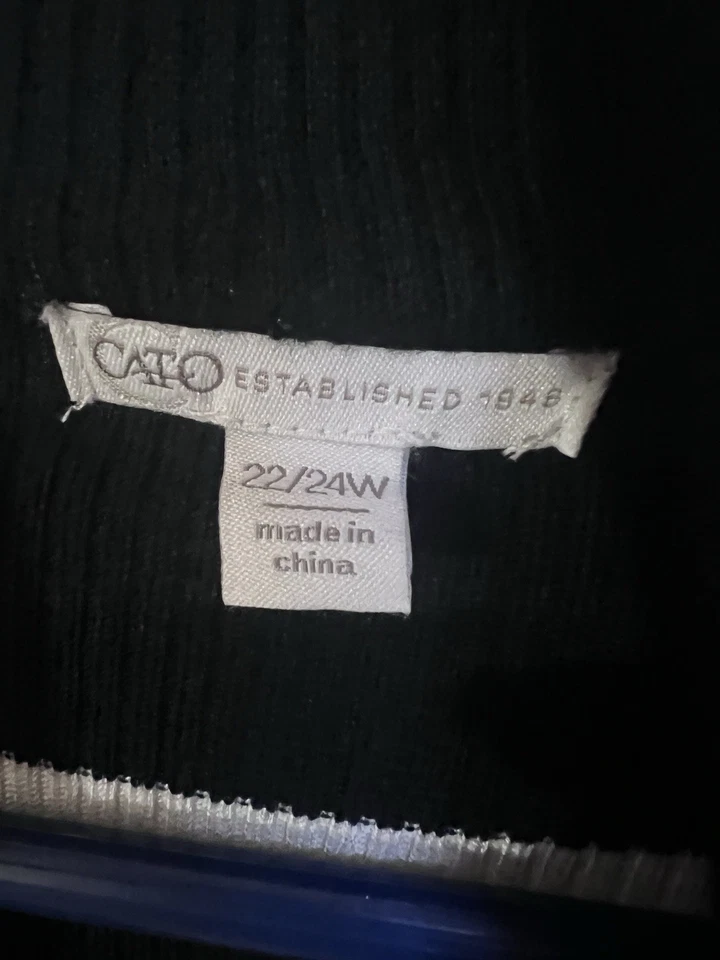 CATO ESTABLISHED 1946
22/24W
made in
china